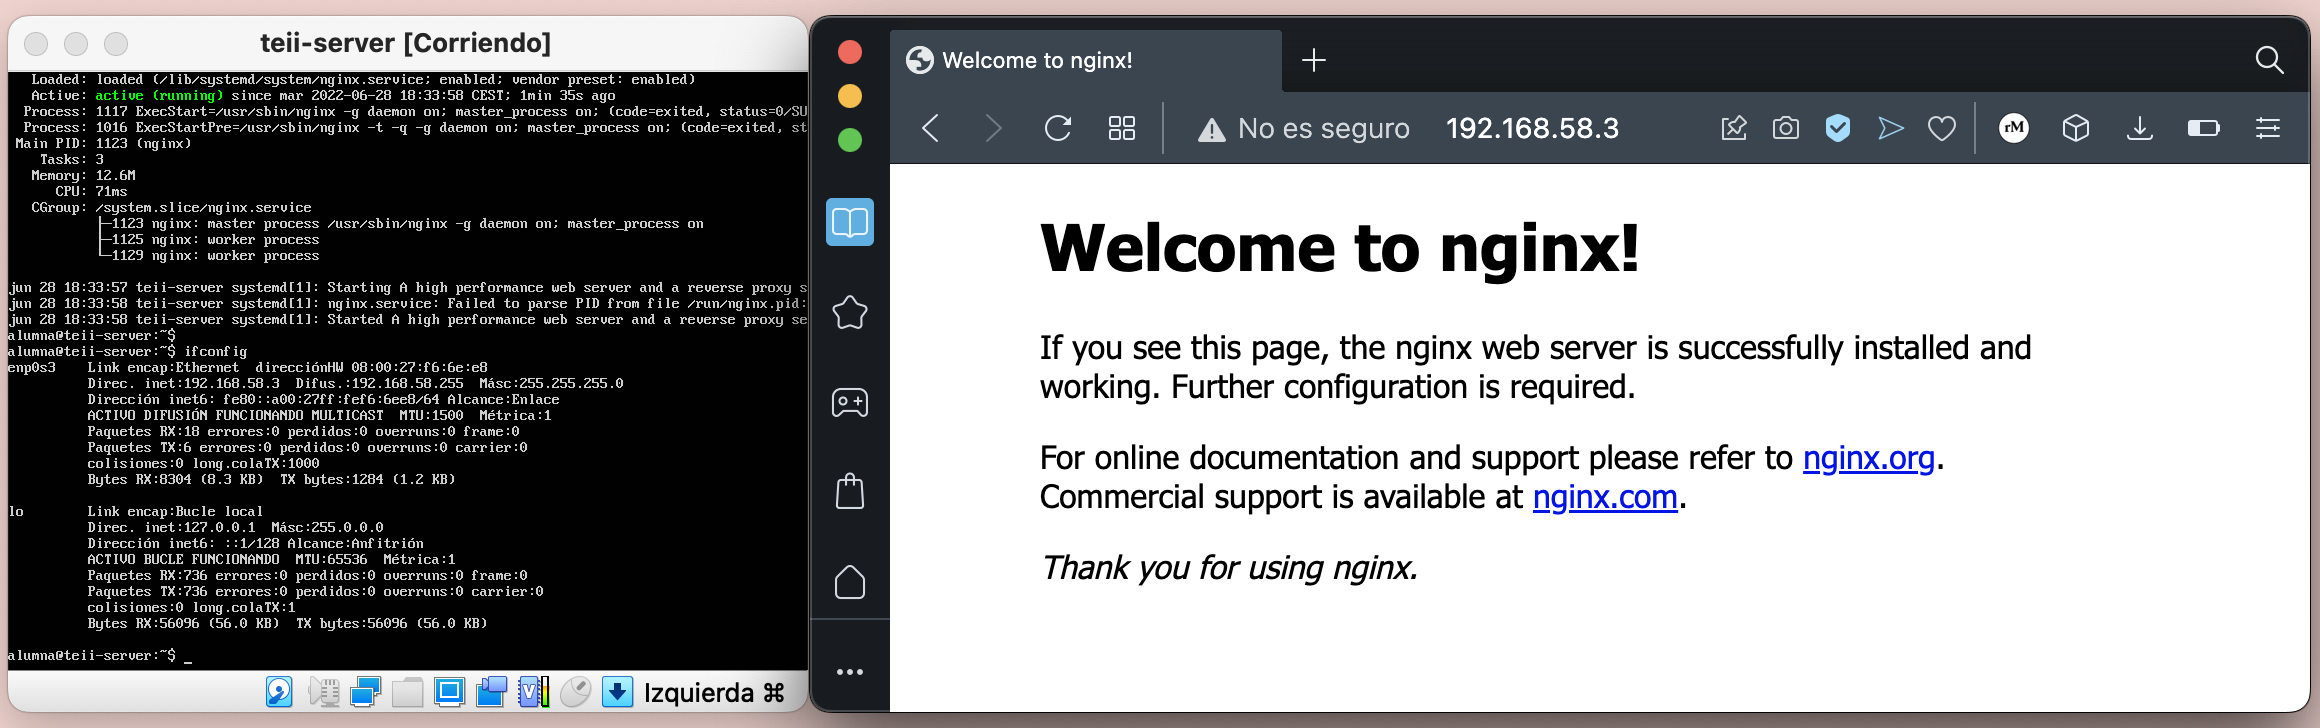 teii-server [Corriendo]
Loaded: loaded (/lib/systemd/system/nginx.service; enabled; vendor preset: enabled)
Active: active (running) since mar 2022-06-28 18:33:58 CEST; 1min 35s ago
Process: 1117 ExecStart=/usr/sbin/nginx -g daemon on; master_process on; (code=exited, status=0/SU
Process: 1016 ExecStartPre=/usr/sbin/nginx -t -q -g daemon on; master_process on; (code=exited, st
Main PID: 1123 (nginx)
Tasks: 3
Memory: 12.6M
CPU: 71ms
CGroup: /system.slice/nginx.service
├─1123 nginx: master process /usr/sbin/nginx -g daemon on; master_process on
├─1125 nginx: worker process
└─1129 nginx: worker process
jun 28 18:33:57 teii-server systemd[1]: Starting A high performance web server and a reverse proxy s
jun 28 18:33:58 teii-server systemd[1]: nginx.service: Failed to parse PID from file /run/nginx.pid:
jun 28 18:33:58 teii-server systemd[1]: Started A high performance web server and a reverse proxy se
alumna@teii-server:~$
alumna@teii-server:~$ ifconfig
enp0s3 Link encap:Ethernet direcciónHW 08:00:27:f6:6e:e8
Direc. inet:192.168.58.3 Difus.:192.168.58.255 Másc:255.255.255.0
Dirección inet6: fe80::a00:27ff:fef6:6ee8/64 Alcance:Enlace
ACTIVO DIFUSIÓN FUNCIONANDO MULTICAST MTU:1500 Métrica:1
Paquetes RX:18 errores:0 perdidos:0 overruns:0 frame:0
Paquetes TX:6 errores:0 perdidos:0 overruns:0 carrier:0
colisiones:0 long.colaTX:1000
Bytes RX:8304 (8.3 KB) TX bytes:1284 (1.2 KB)
lo Link encap:Bucle local
Direc. inet:127.0.0.1 Másc:255.0.0.0
Dirección inet6: ::1/128 Alcance:Anfitrión
ACTIVO BUCLE FUNCIONANDO MTU:65536 Métrica:1
Paquetes RX:736 errores:0 perdidos:0 overruns:0 frame:0
Paquetes TX:736 errores:0 perdidos:0 overruns:0 carrier:0
colisiones:0 long.colaTX:1
Bytes RX:56096 (56.0 KB) TX bytes:56096 (56.0 KB)
alumna@teii-server:~$ _
Izquierda ⌘
Welcome to nginx!
No es seguro 192.168.58.3
rM
Welcome to nginx!
If you see this page, the nginx web server is successfully installed and
working. Further configuration is required.
For online documentation and support please refer to nginx.org.
Commercial support is available at nginx.com.
Thank you for using nginx.